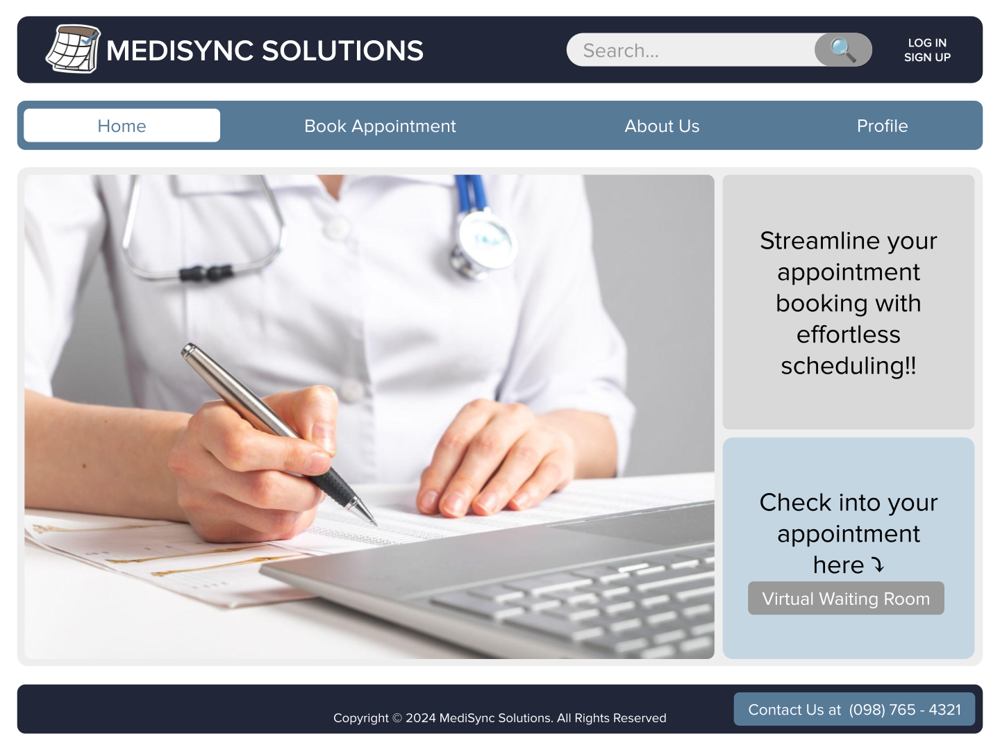 MEDISYNC SOLUTIONS
Search...
LOG IN
SIGN UP
Home
Book Appointment
About Us
Profile
Streamline your
appointment
booking with
effortless
scheduling!!
Check into your
appointment
here ⤵
Virtual Waiting Room
Copyright © 2024 MediSync Solutions. All Rights Reserved
Contact Us at  (098) 765 - 4321